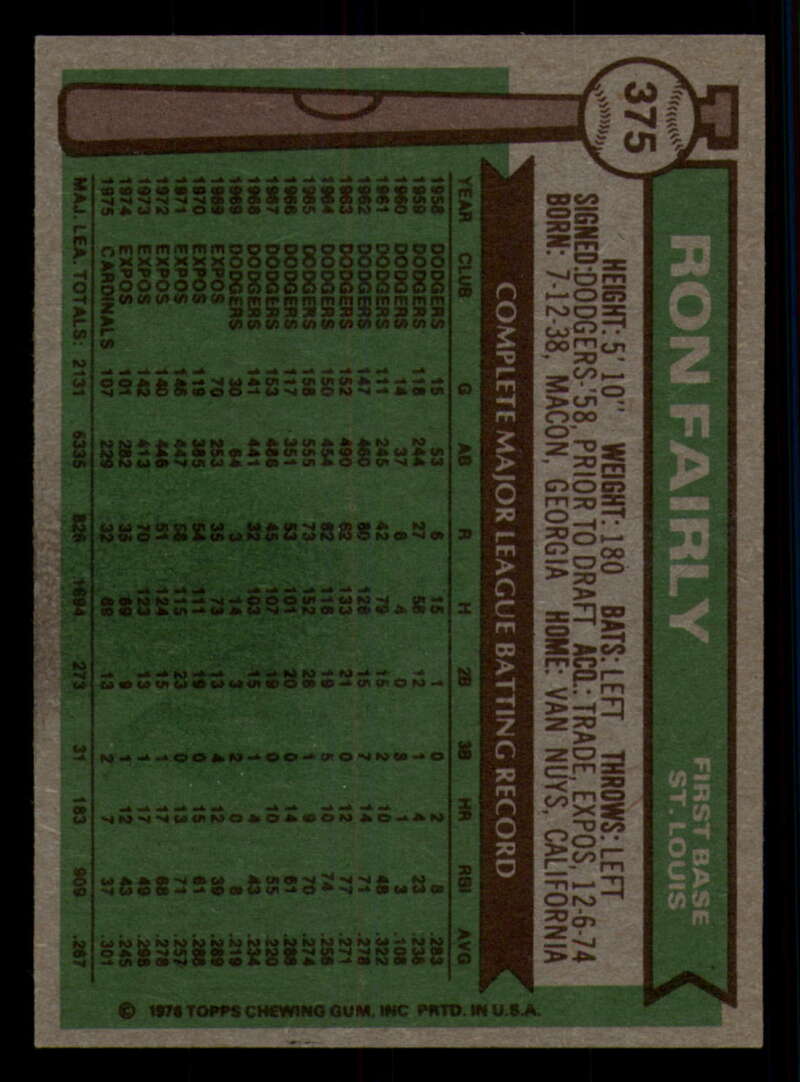 375
RON FAIRLY
FIRST BASE
ST. LOUIS
HEIGHT: 5' 10" WEIGHT: 180 BATS: LEFT THROWS: LEFT
SIGNED: DODGERS-'58, PRIOR TO DRAFT ACQ.: TRADE, EXPOS, 12-6-74
BORN: 7-12-38, MACON, GEORGIA HOME: VAN NUYS, CALIFORNIA
COMPLETE MAJOR LEAGUE BATTING RECORD
YEAR CLUB G AB R H 2B 3B HR RBI AVG
1958 DODGERS 15 53 6 15 1 0 2 8 .283
1959 DODGERS 118 244 27 58 12 1 4 23 .238
1960 DODGERS 14 37 6 4 0 3 1 3 .108
1961 DODGERS 111 245 42 79 15 2 10 48 .322
1962 DODGERS 147 460 80 128 15 7 14 71 .278
1963 DODGERS 152 490 62 133 21 0 12 77 .271
1964 DODGERS 150 454 62 116 19 5 10 74 .256
1965 DODGERS 158 555 73 152 28 1 9 70 .274
1966 DODGERS 117 351 53 101 20 0 14 61 .288
1967 DODGERS 153 486 45 107 19 0 10 55 .220
1968 DODGERS 141 441 32 103 15 1 4 43 .234
1969 DODGERS 30 64 3 14 3 2 0 8 .219
1969 EXPOS 70 253 35 73 13 4 12 39 .289
1970 EXPOS 119 385 54 111 19 0 15 61 .288
1971 EXPOS 146 447 58 115 23 0 13 71 .257
1972 EXPOS 140 446 51 124 15 1 17 68 .278
1973 EXPOS 142 413 70 123 13 1 17 49 .298
1974 EXPOS 101 282 35 69 9 1 12 43 .245
1975 CARDINALS 107 229 32 69 13 2 7 37 .301
MAJ. LEA. TOTALS: 2131 6335 826 1694 273 31 183 909 .267
© 1976 TOPPS CHEWING GUM, INC PRTD. IN U.S.A.